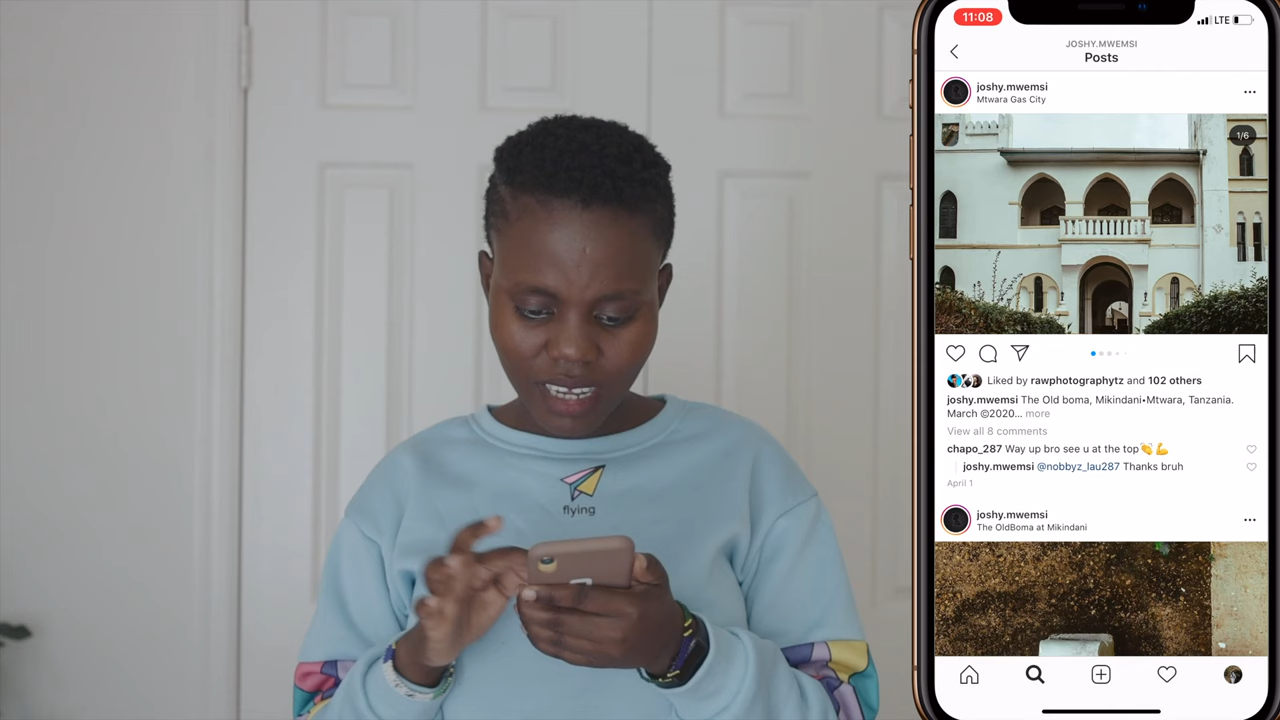 flying
11:08
LTE
JOSHY.MWEMSI
Posts
joshy.mwemsi
Mtwara Gas City
1/6
Liked by rawphotographytz and 102 others
joshy.mwemsi The Old boma, Mikindani•Mtwara, Tanzania.
March ©2020... more
View all 8 comments
chapo_287 Way up bro see u at the top👏💪
joshy.mwemsi @nobbyz_lau287 Thanks bruh
April 1
joshy.mwemsi
The OldBoma at Mikindani